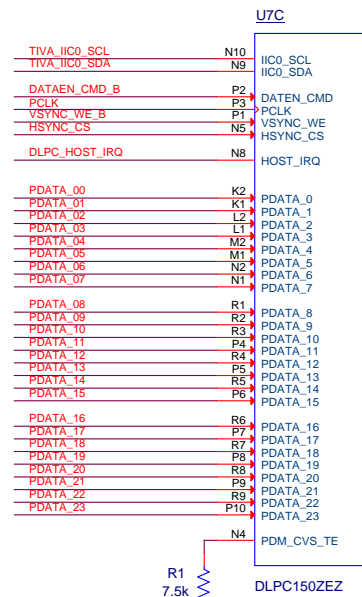 U7C
TIVA_IIC0_SCL N10 IIC0_SCL
TIVA_IIC0_SDA N9 IIC0_SDA
DATAEN_CMD_B P2 DATEN_CMD
PCLK P3 PCLK
VSYNC_WE_B P1 VSYNC_WE
HSYNC_CS N5 HSYNC_CS
DLPC_HOST_IRQ N8 HOST_IRQ
PDATA_00 K2 PDATA_0
PDATA_01 K1 PDATA_1
PDATA_02 L2 PDATA_2
PDATA_03 L1 PDATA_3
PDATA_04 M2 PDATA_4
PDATA_05 M1 PDATA_5
PDATA_06 N2 PDATA_6
PDATA_07 N1 PDATA_7
PDATA_08 R1 PDATA_8
PDATA_09 R2 PDATA_9
PDATA_10 R3 PDATA_10
PDATA_11 P4 PDATA_11
PDATA_12 R4 PDATA_12
PDATA_13 P5 PDATA_13
PDATA_14 R5 PDATA_14
PDATA_15 P6 PDATA_15
PDATA_16 R6 PDATA_16
PDATA_17 P7 PDATA_17
PDATA_18 R7 PDATA_18
PDATA_19 P8 PDATA_19
PDATA_20 R8 PDATA_20
PDATA_21 P9 PDATA_21
PDATA_22 R9 PDATA_22
PDATA_23 P10 PDATA_23
N4 PDM_CVS_TE
R1
7.5k DLPC150ZEZ